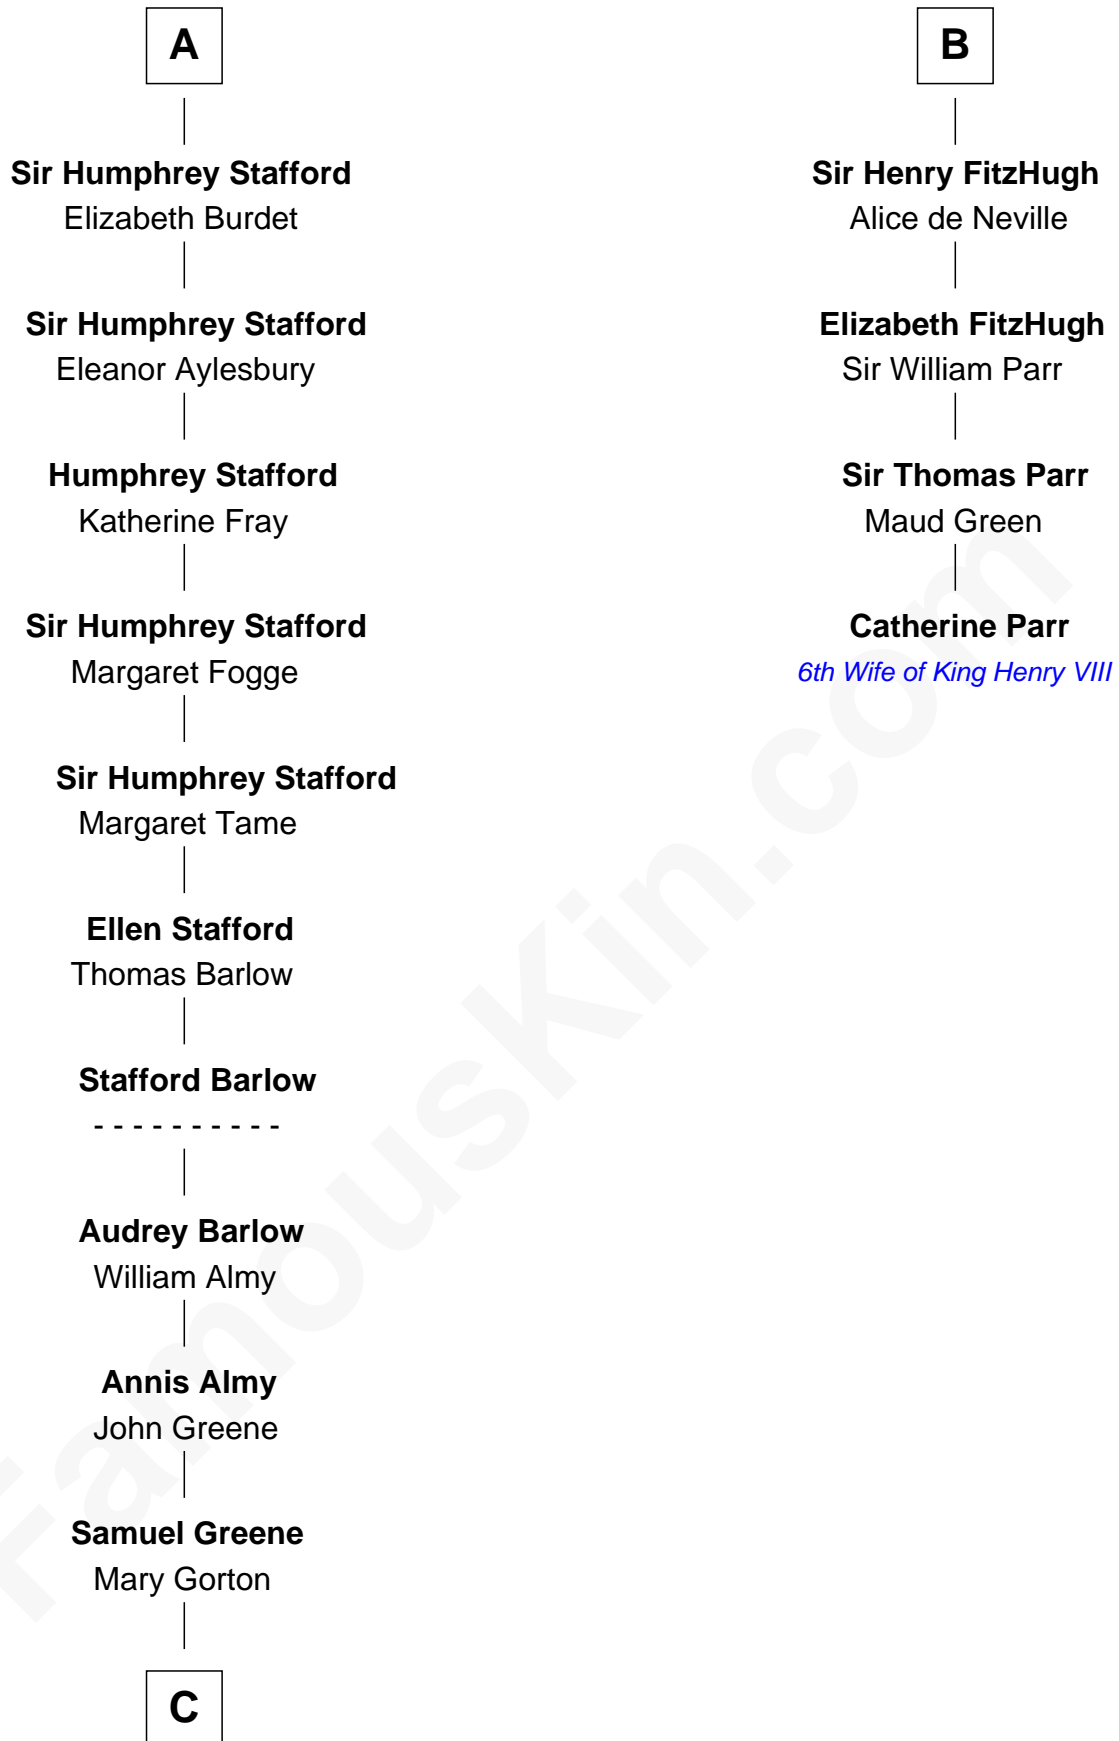 A
Sir Humphrey Stafford
Elizabeth Burdet
Sir Humphrey Stafford
Eleanor Aylesbury
Humphrey Stafford
Katherine Fray
Sir Humphrey Stafford
Margaret Fogge
Sir Humphrey Stafford
Margaret Tame
Ellen Stafford
Thomas Barlow
Stafford Barlow
- - - - - - - - - -
Audrey Barlow
William Almy
Annis Almy
John Greene
Samuel Greene
Mary Gorton
C
B
Sir Henry FitzHugh
Alice de Neville
Elizabeth FitzHugh
Sir William Parr
Sir Thomas Parr
Maud Green
Catherine Parr
6th Wife of King Henry VIII
FamousKin.com